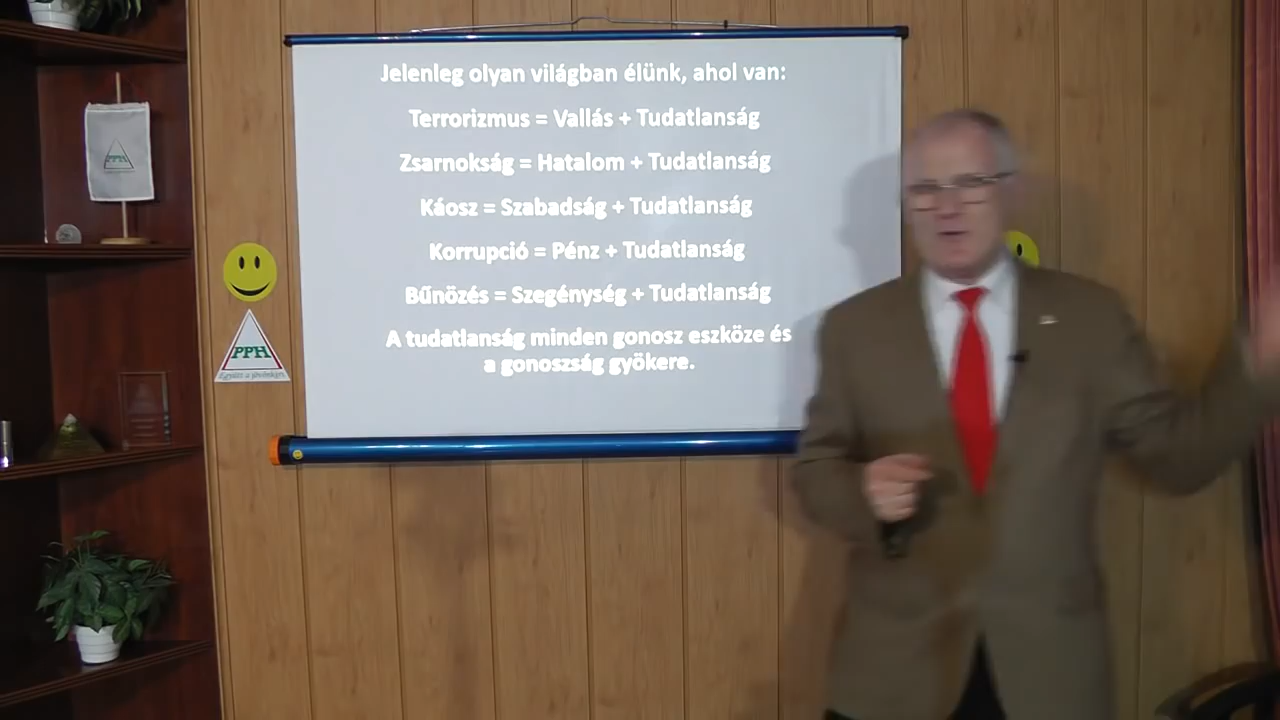 Jelenleg olyan világban élünk, ahol van:
Terrorizmus = Vallás + Tudatlanság
Zsarnokság = Hatalom + Tudatlanság
Káosz = Szabadság + Tudatlanság
Korrupció = Pénz + Tudatlanság
Bűnözés = Szegénység + Tudatlanság
A tudatlanság minden gonosz eszköze és
a gonoszság gyökere.
PPH
PPH